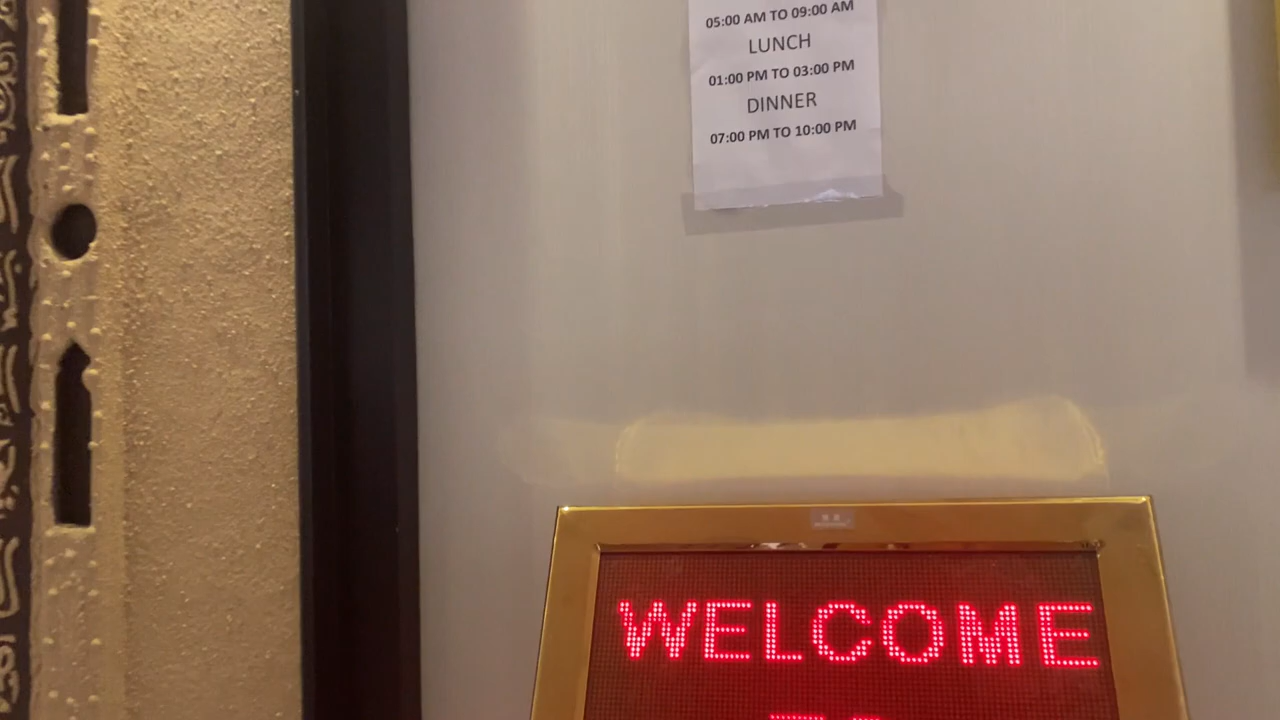 05:00 AM TO 09:00 AM
LUNCH
01:00 PM TO 03:00 PM
DINNER
07:00 PM TO 10:00 PM
WELCOME